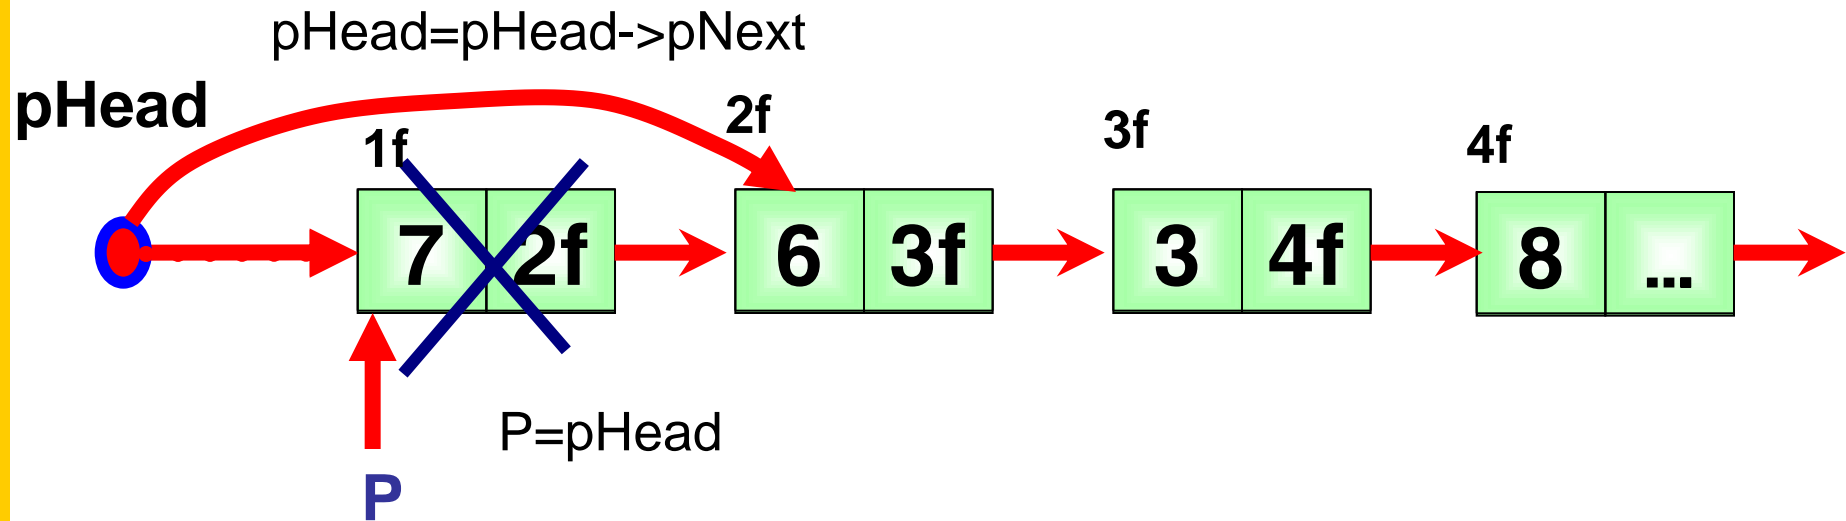 pHead=pHead->pNext
pHead
1f
2f
3f
4f
7 2f
6 3f
3 4f
8 ...
P=pHead
P